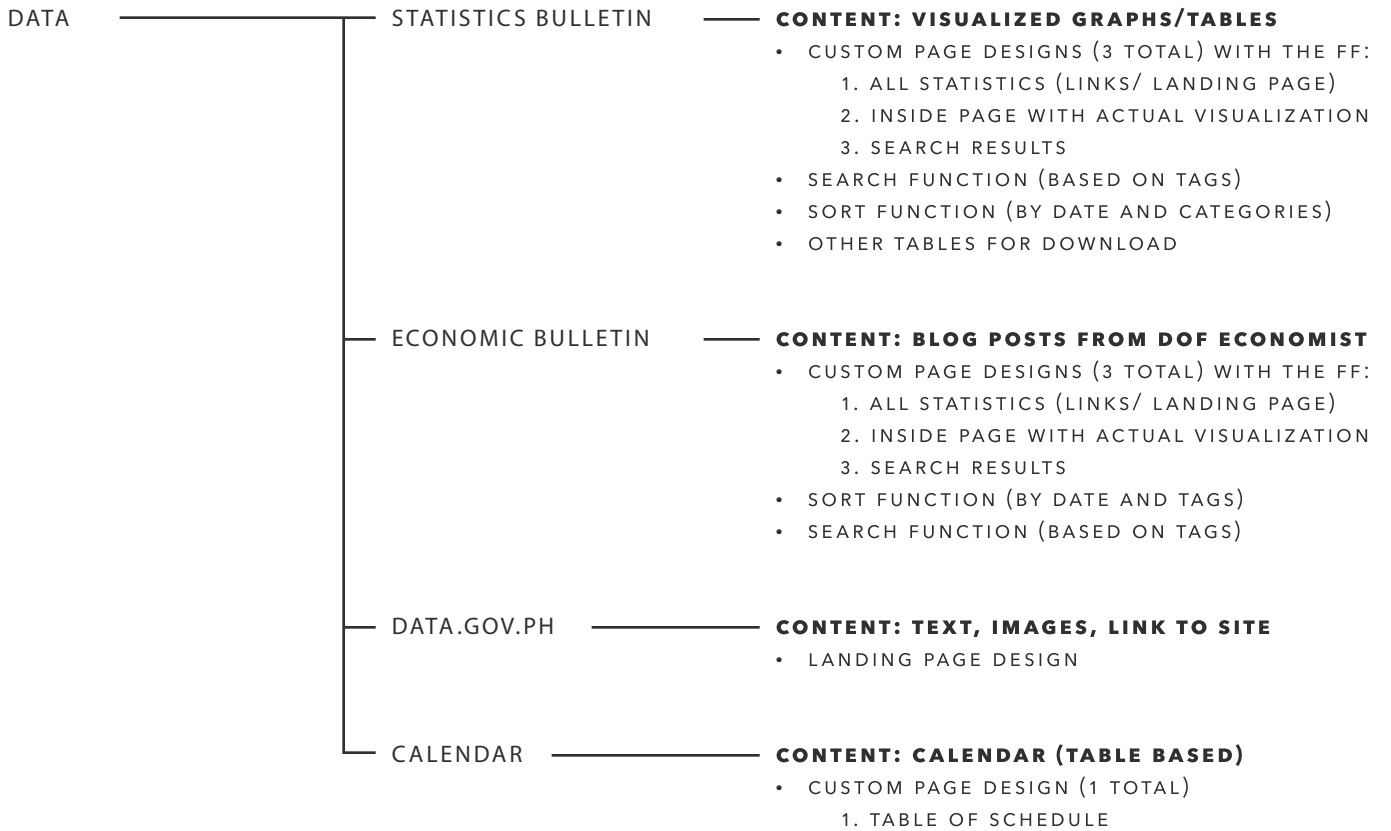 DATA
STATISTICS BULLETIN
CONTENT: VISUALIZED GRAPHS/TABLES
• CUSTOM PAGE DESIGNS (3 TOTAL) WITH THE FF:
1. ALL STATISTICS (LINKS/ LANDING PAGE)
2. INSIDE PAGE WITH ACTUAL VISUALIZATION
3. SEARCH RESULTS
• SEARCH FUNCTION (BASED ON TAGS)
• SORT FUNCTION (BY DATE AND CATEGORIES)
• OTHER TABLES FOR DOWNLOAD
ECONOMIC BULLETIN
CONTENT: BLOG POSTS FROM DOF ECONOMIST
• CUSTOM PAGE DESIGNS (3 TOTAL) WITH THE FF:
1. ALL STATISTICS (LINKS/ LANDING PAGE)
2. INSIDE PAGE WITH ACTUAL VISUALIZATION
3. SEARCH RESULTS
• SORT FUNCTION (BY DATE AND TAGS)
• SEARCH FUNCTION (BASED ON TAGS)
DATA.GOV.PH
CONTENT: TEXT, IMAGES, LINK TO SITE
• LANDING PAGE DESIGN
CALENDAR
CONTENT: CALENDAR (TABLE BASED)
• CUSTOM PAGE DESIGN (1 TOTAL)
1. TABLE OF SCHEDULE